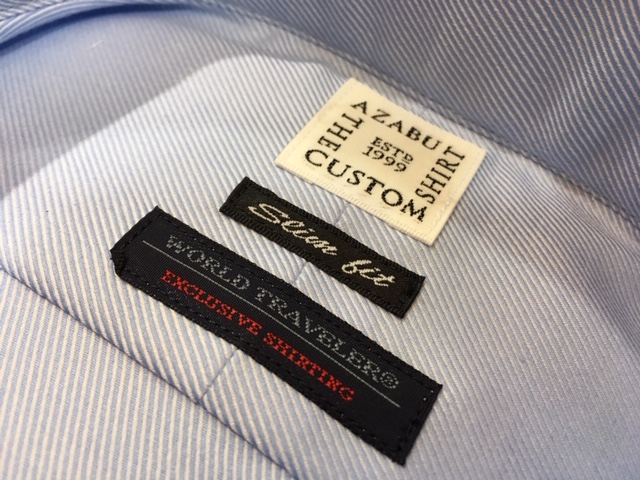 AZABU
THE
ESTD
1999
CUSTOM
SHIRT
Slim fit
WORLD TRAVELER®
EXCLUSIVE SHIRTING